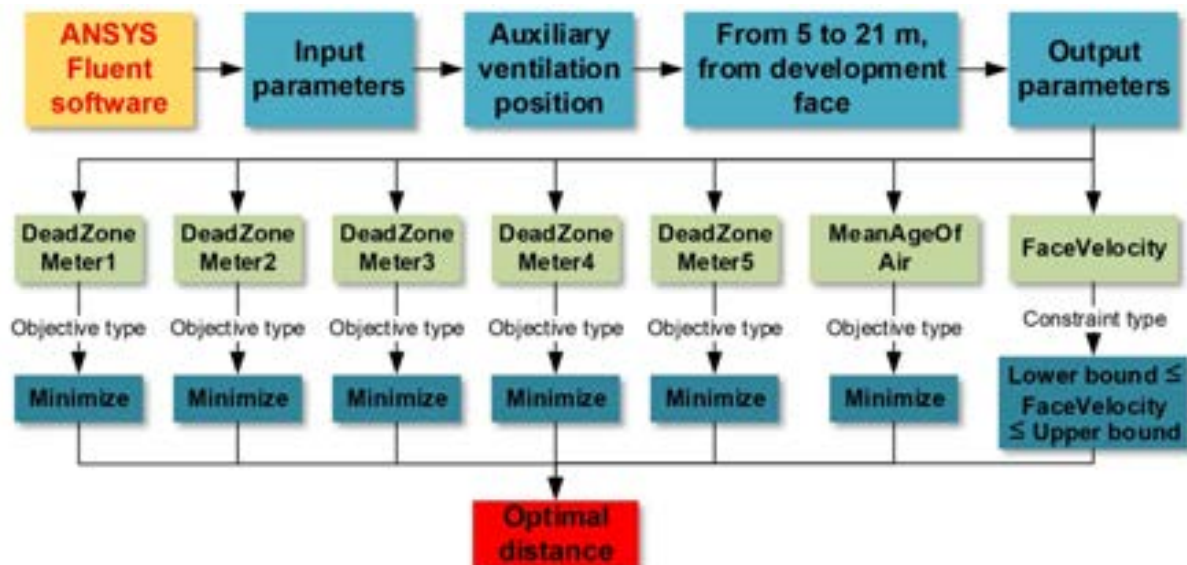 ANSYS
Fluent
software
Input
parameters
Auxiliary
ventilation
position
From 5 to 21 m,
from development
face
Output
parameters
DeadZone
Meter1
DeadZone
Meter2
DeadZone
Meter3
DeadZone
Meter4
DeadZone
Meter5
MeanAgeOf
Air
FaceVelocity
Objective type
Objective type
Objective type
Objective type
Objective type
Objective type
Constraint type
Minimize
Minimize
Minimize
Minimize
Minimize
Minimize
Lower bound ≤
FaceVelocity
≤ Upper bound
Optimal
distance